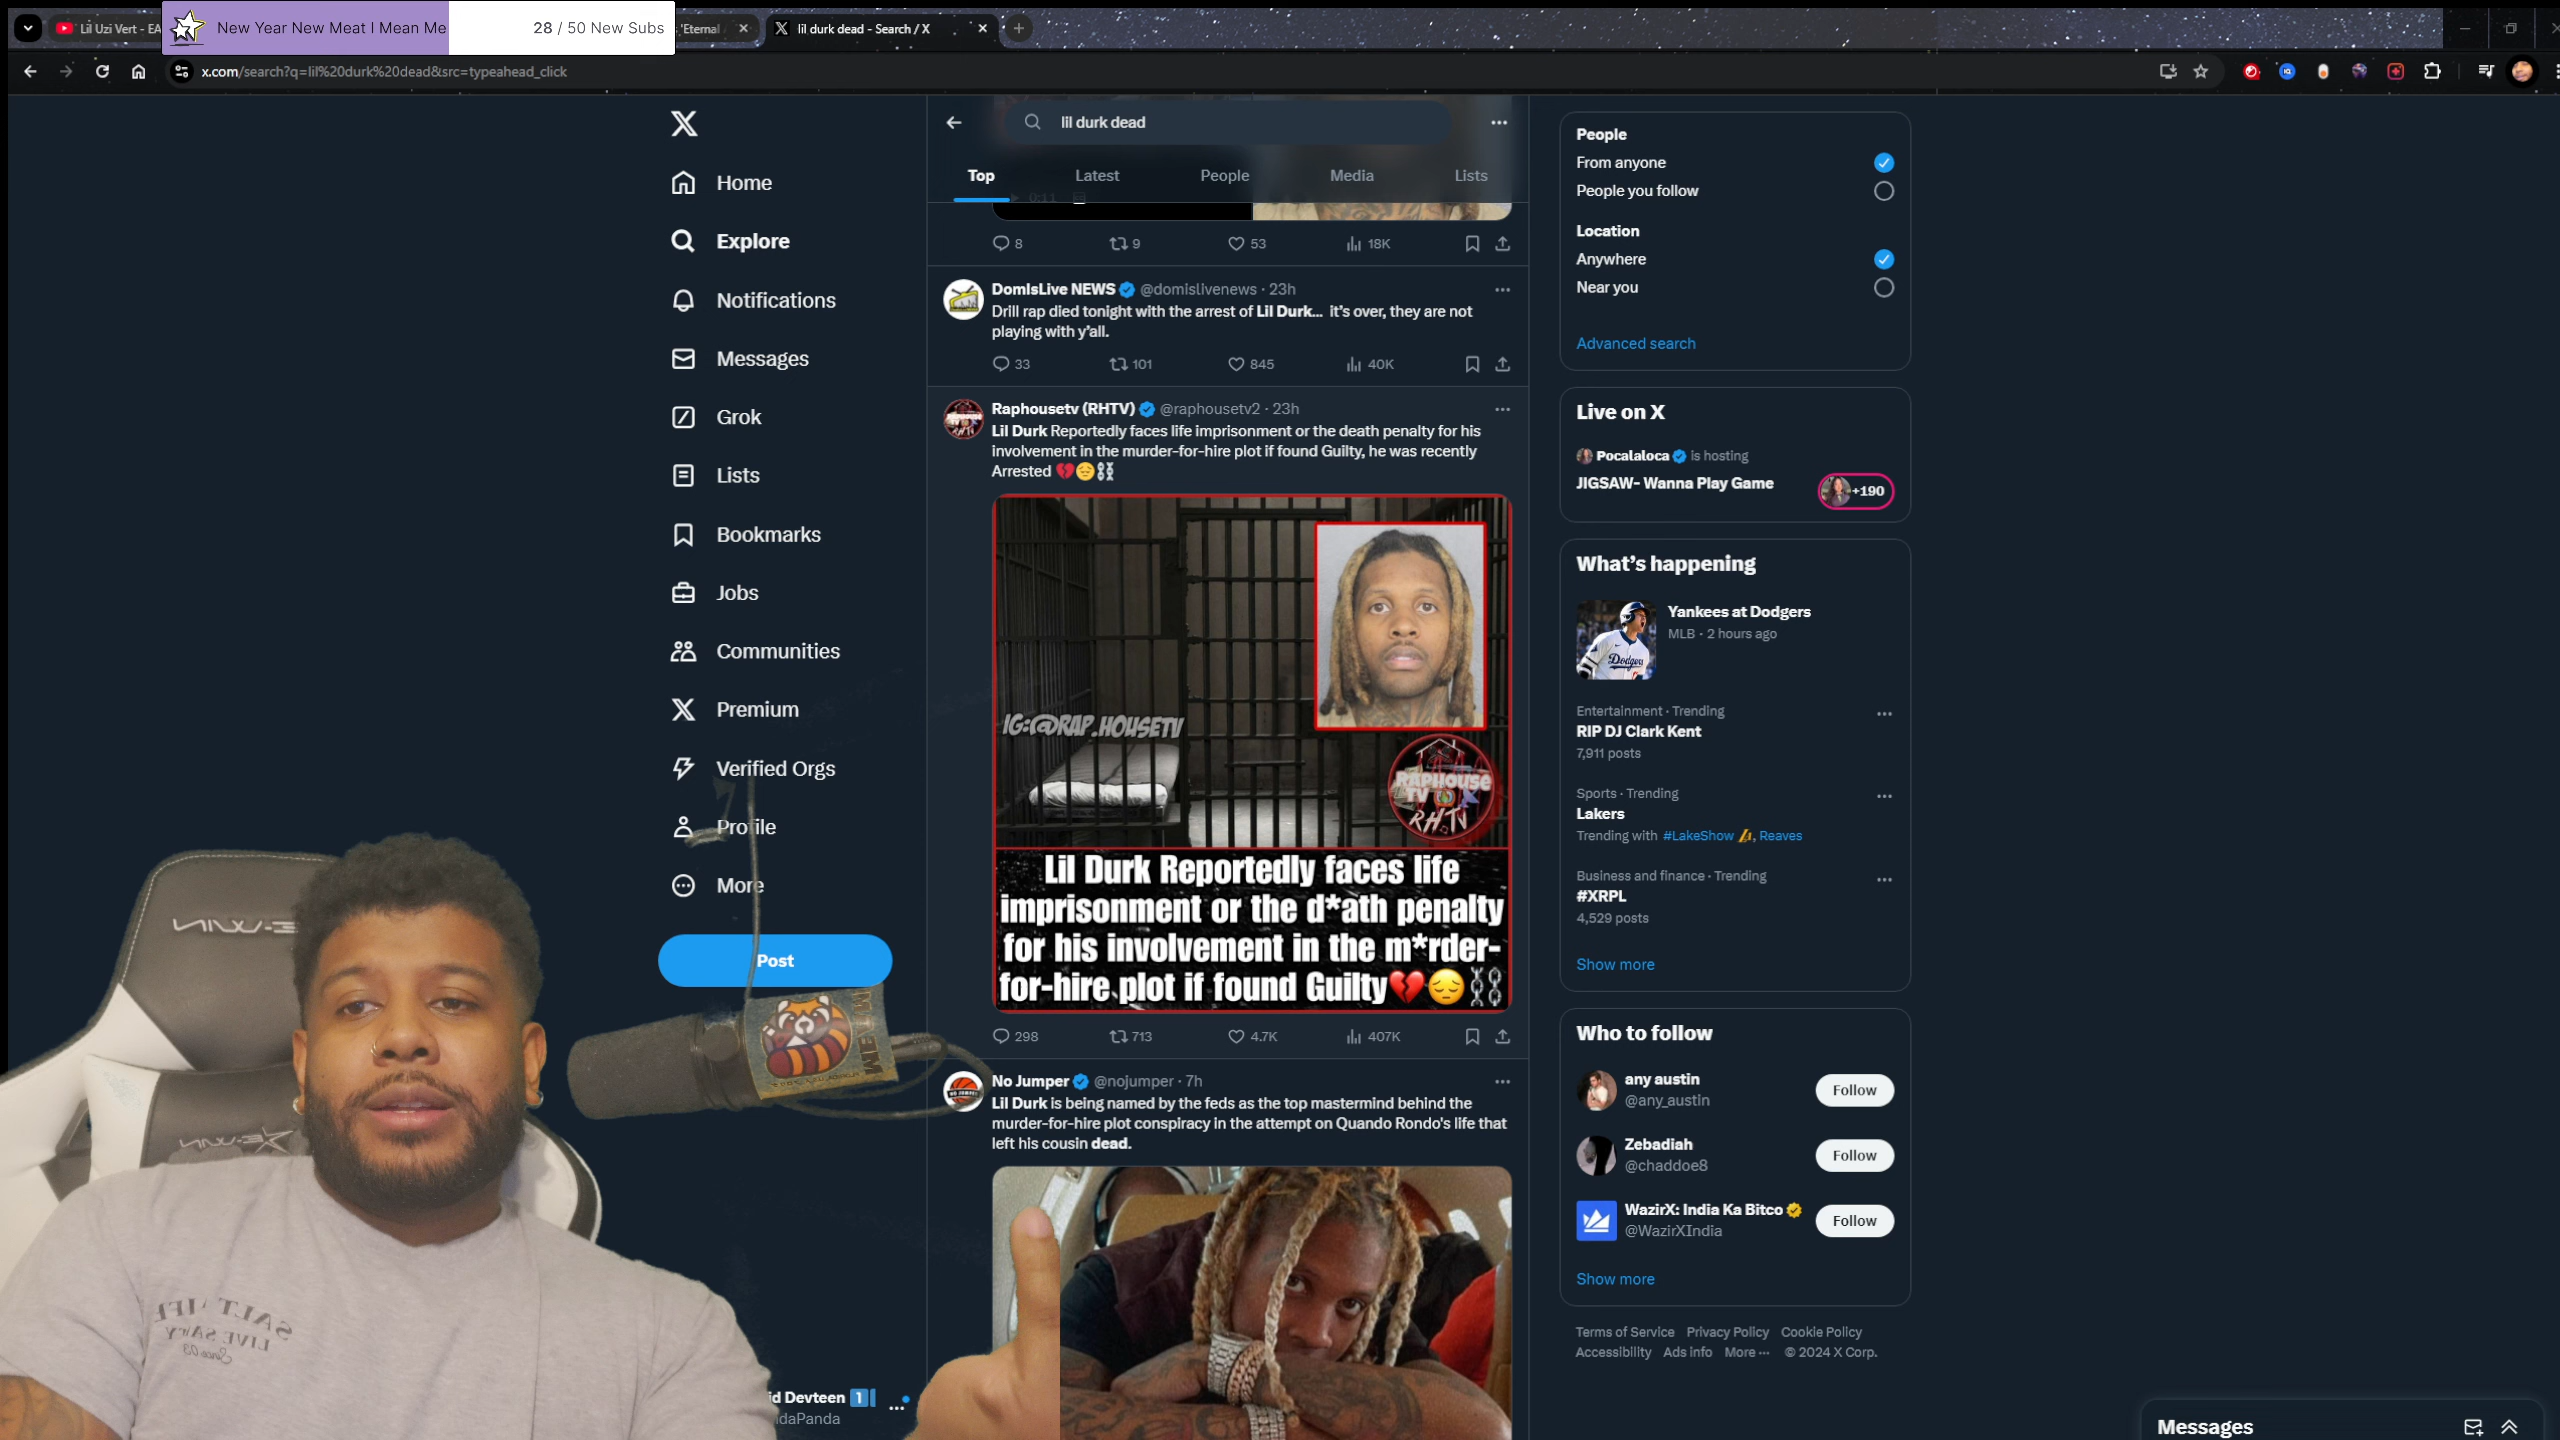 Lil Uzi Vert - EA
New Year New Meat I Mean Me
28 / 50 New Subs
'Eternal
lil durk dead - Search / X
x.com/search?q=lil%20durk%20dead&src=typeahead_click
Home
Explore
Notifications
Messages
Grok
Lists
Bookmarks
Jobs
Communities
Premium
Verified Orgs
Profile
More
Post
id Devteen
daPanda
lil durk dead
Top
Latest
People
Media
Lists
0:11
8
9
53
18K
DomIsLive NEWS @domislivenews · 23h
Drill rap died tonight with the arrest of Lil Durk... it's over, they are not
playing with y'all.
33
101
845
40K
Raphousetv (RHTV) @raphousetv2 · 23h
Lil Durk Reportedly faces life imprisonment or the death penalty for his
involvement in the murder-for-hire plot if found Guilty, he was recently
Arrested 💔😔⛓️
IG:@RAP.HOUSETV
RAPHOUSE
TV
RHTV
Lil Durk Reportedly faces life
imprisonment or the d*ath penalty
for his involvement in the m*rder-
for-hire plot if found Guilty💔😔⛓️
298
713
4.7K
407K
No Jumper @nojumper · 7h
Lil Durk is being named by the feds as the top mastermind behind the
murder-for-hire plot conspiracy in the attempt on Quando Rondo's life that
left his cousin dead.
People
From anyone
People you follow
Location
Anywhere
Near you
Advanced search
Live on X
Pocalaloca is hosting
JIGSAW- Wanna Play Game
+190
What's happening
Yankees at Dodgers
MLB · 2 hours ago
Entertainment · Trending
RIP DJ Clark Kent
7,911 posts
Sports · Trending
Lakers
Trending with #LakeShow, Reaves
Business and finance · Trending
#XRPL
4,529 posts
Show more
Who to follow
any austin
@any_austin
Follow
Zebadiah
@chaddoe8
Follow
WazirX: India Ka Bitco
@WazirXIndia
Follow
Show more
Terms of Service Privacy Policy Cookie Policy
Accessibility Ads info More ··· © 2024 X Corp.
Messages
SALT LIFE
LIVE SALTY
Since 03